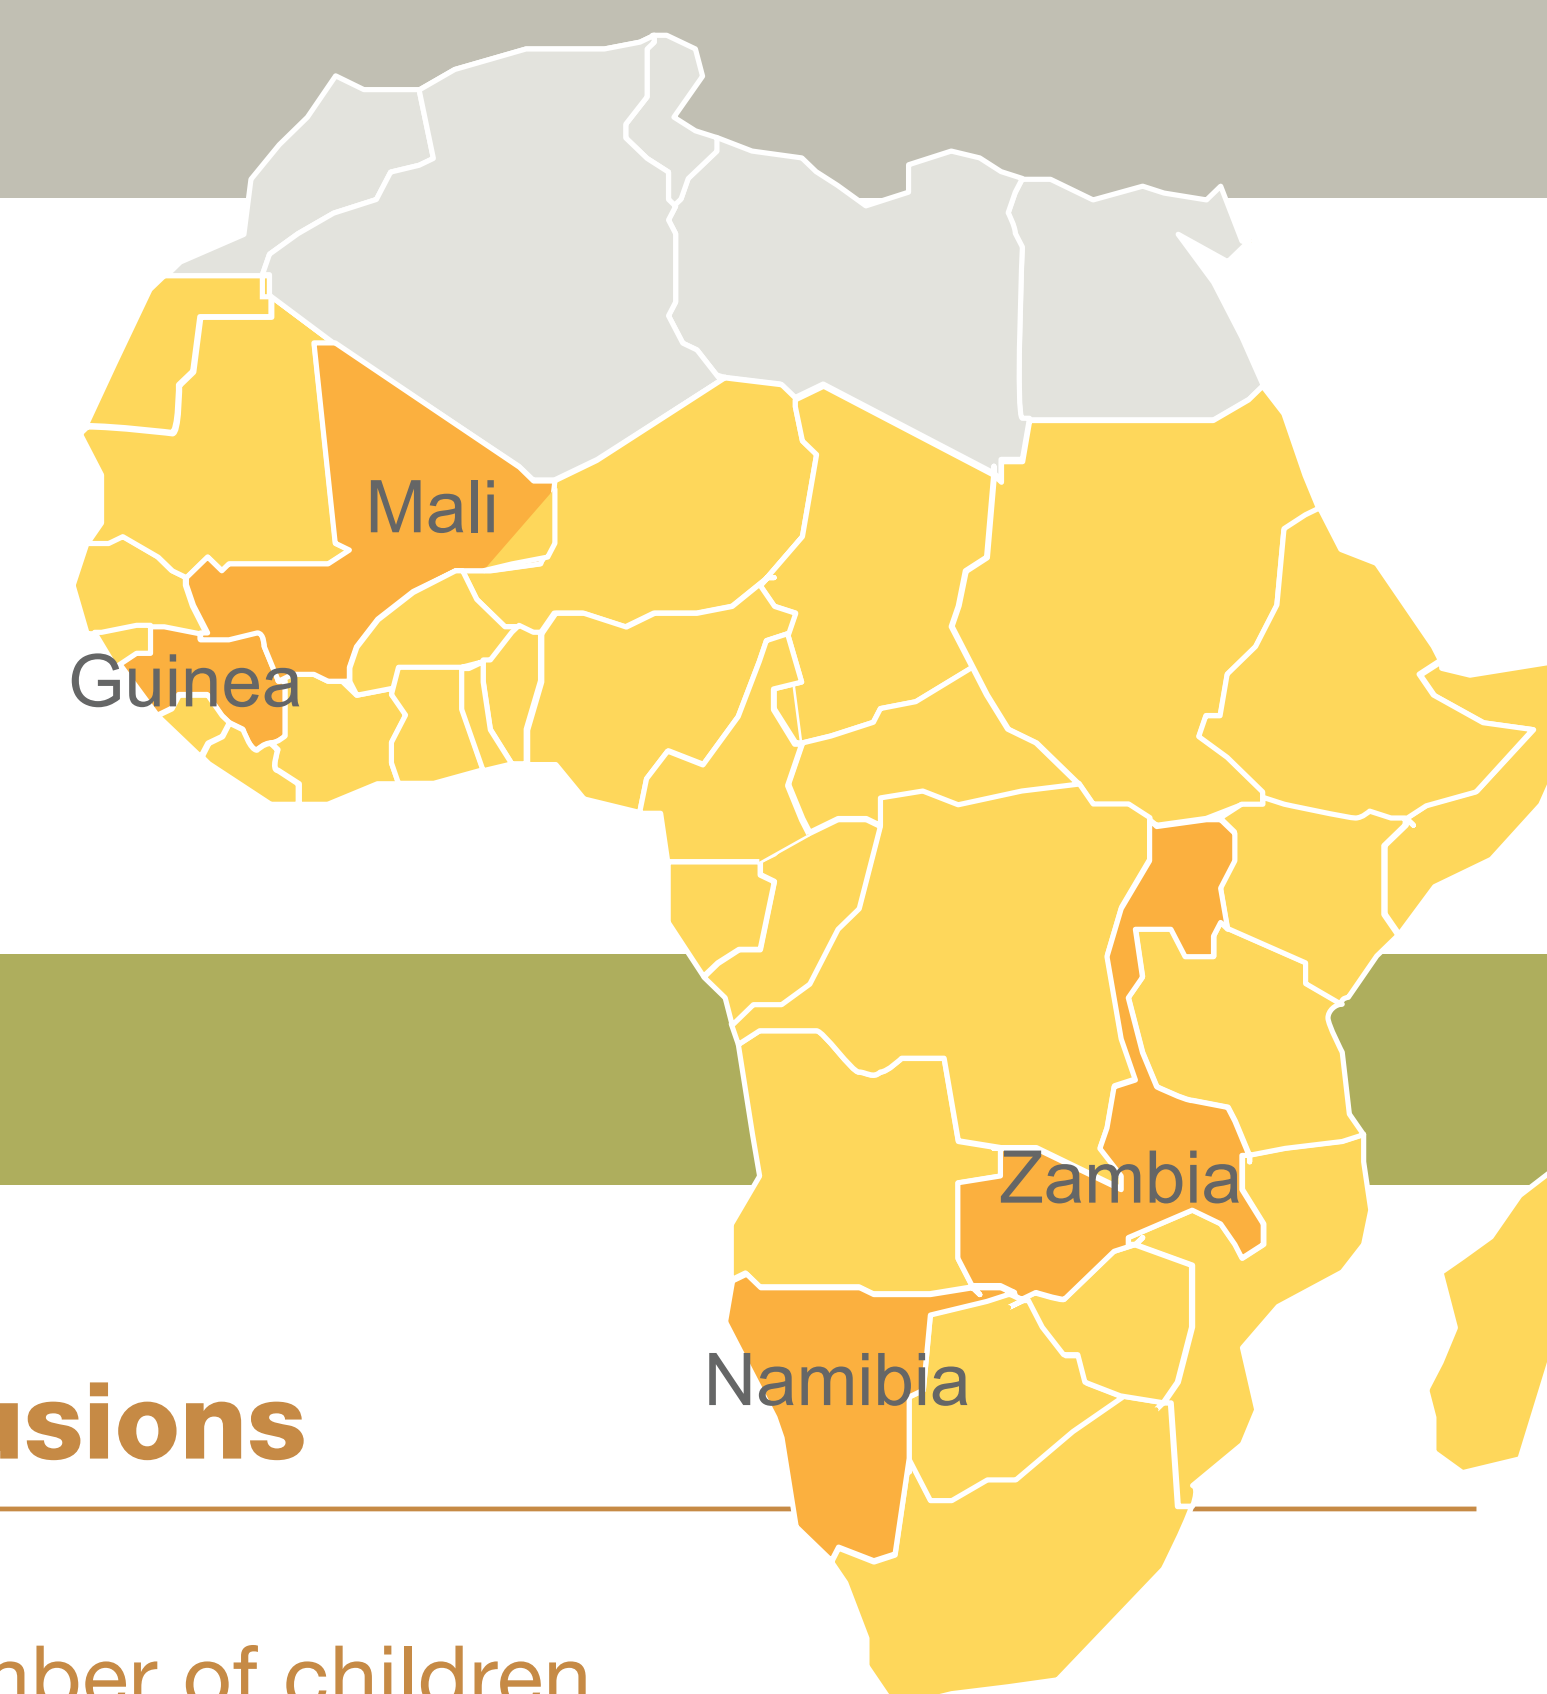 Mali
Guinea
Zambia
Namibia
usions
nber of children